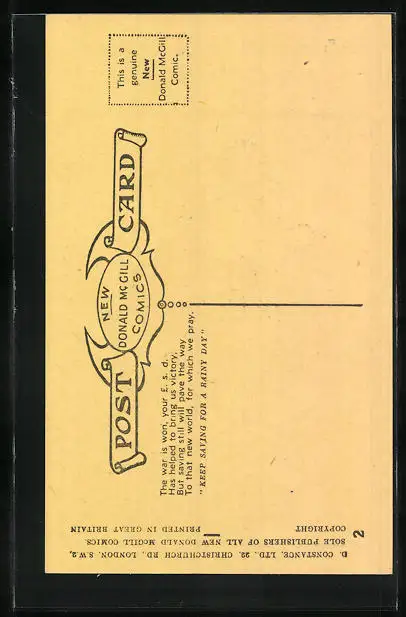 This is a
genuine
New
Donald McGill
Comic.
POST CARD
NEW
DONALD McGILL
COMICS
The war is won, your £. s. d.
Has helped to bring us victory,
But saving still will pave the way
To that new world, for which we pray.
"KEEP SAVING FOR A RAINY DAY"
D. CONSTANCE, LTD., 22, CHRISTCHURCH RD., LONDON, S.W.2,
SOLE PUBLISHERS OF ALL NEW DONALD McGILL COMICS.
COPYRIGHT PRINTED IN GREAT BRITAIN
2